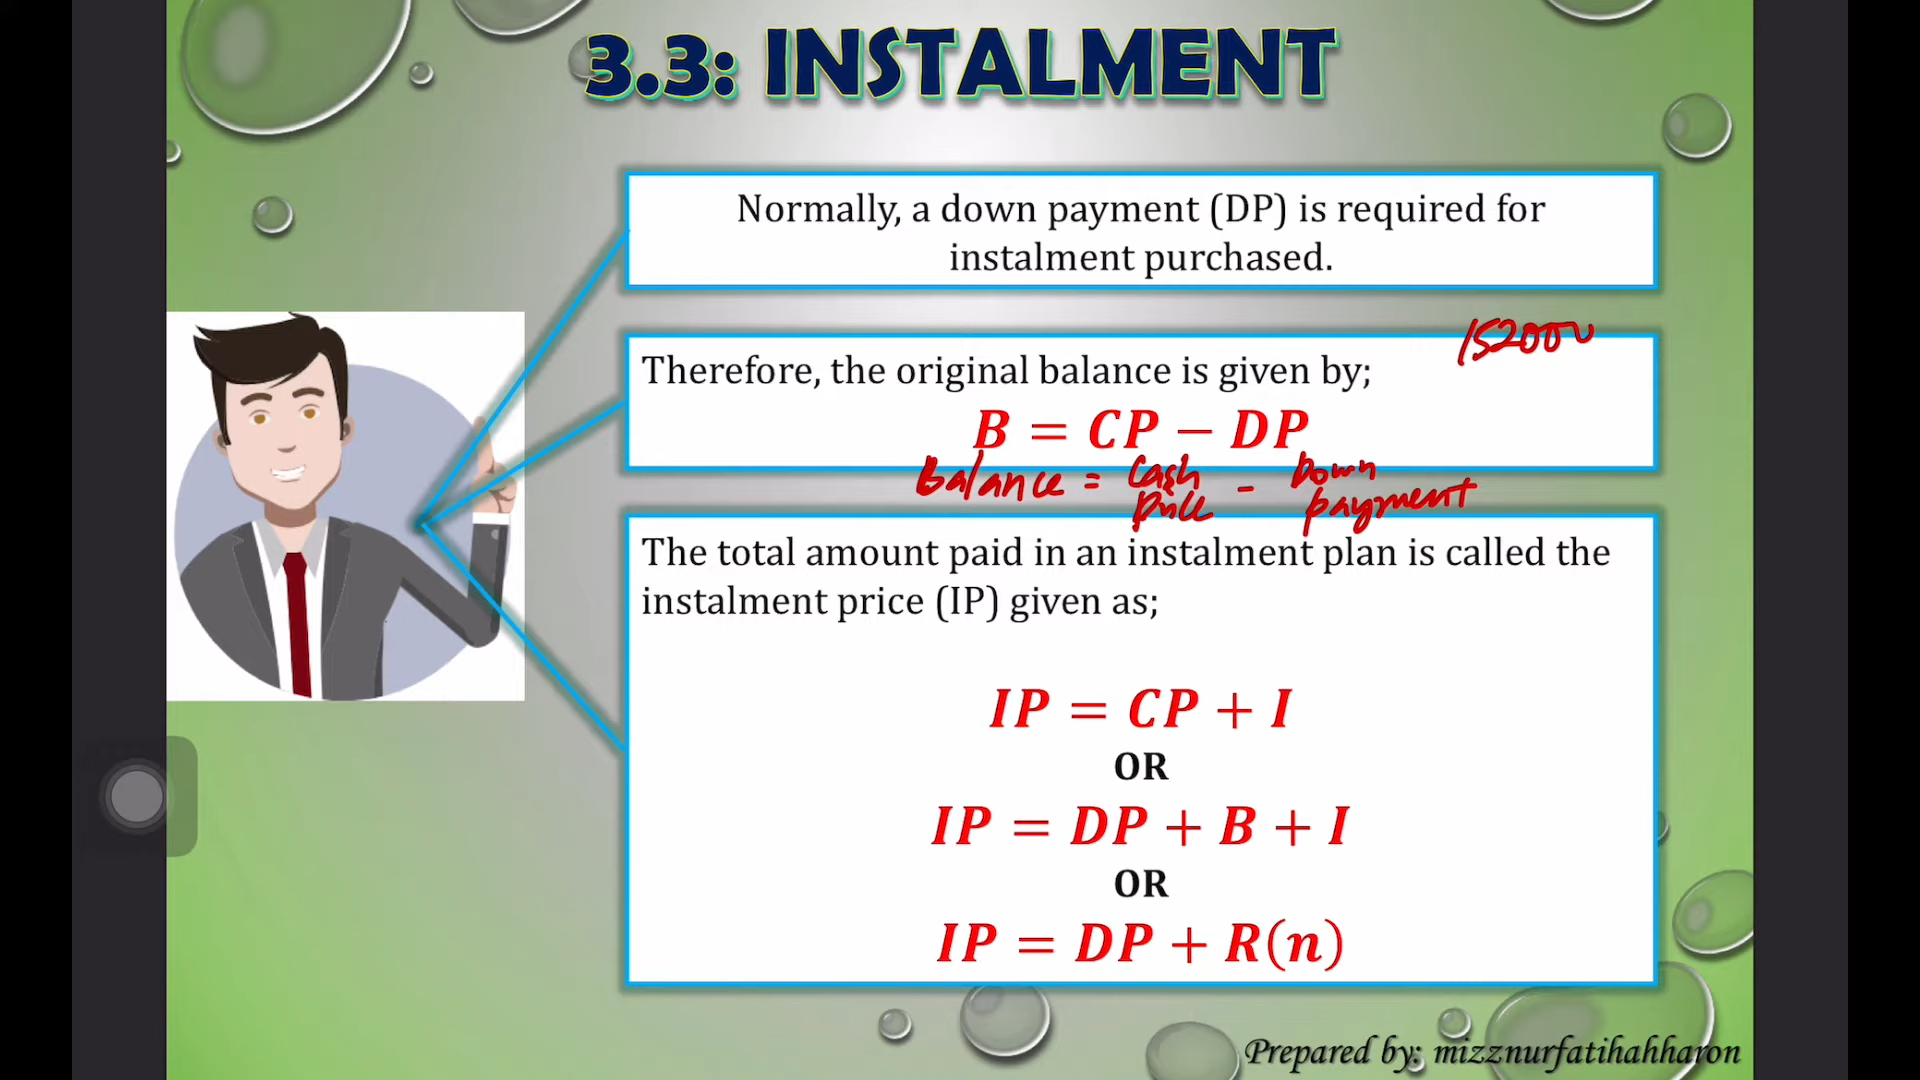 3.3: INSTALMENT
Normally, a down payment (DP) is required for
instalment purchased.
152000
Therefore, the original balance is given by;
B = CP − DP
Balance = Cash price - Down payment
The total amount paid in an instalment plan is called the
instalment price (IP) given as;
IP = CP + I
OR
IP = DP + B + I
OR
IP = DP + R(n)
Prepared by: mizznurfatihahharon